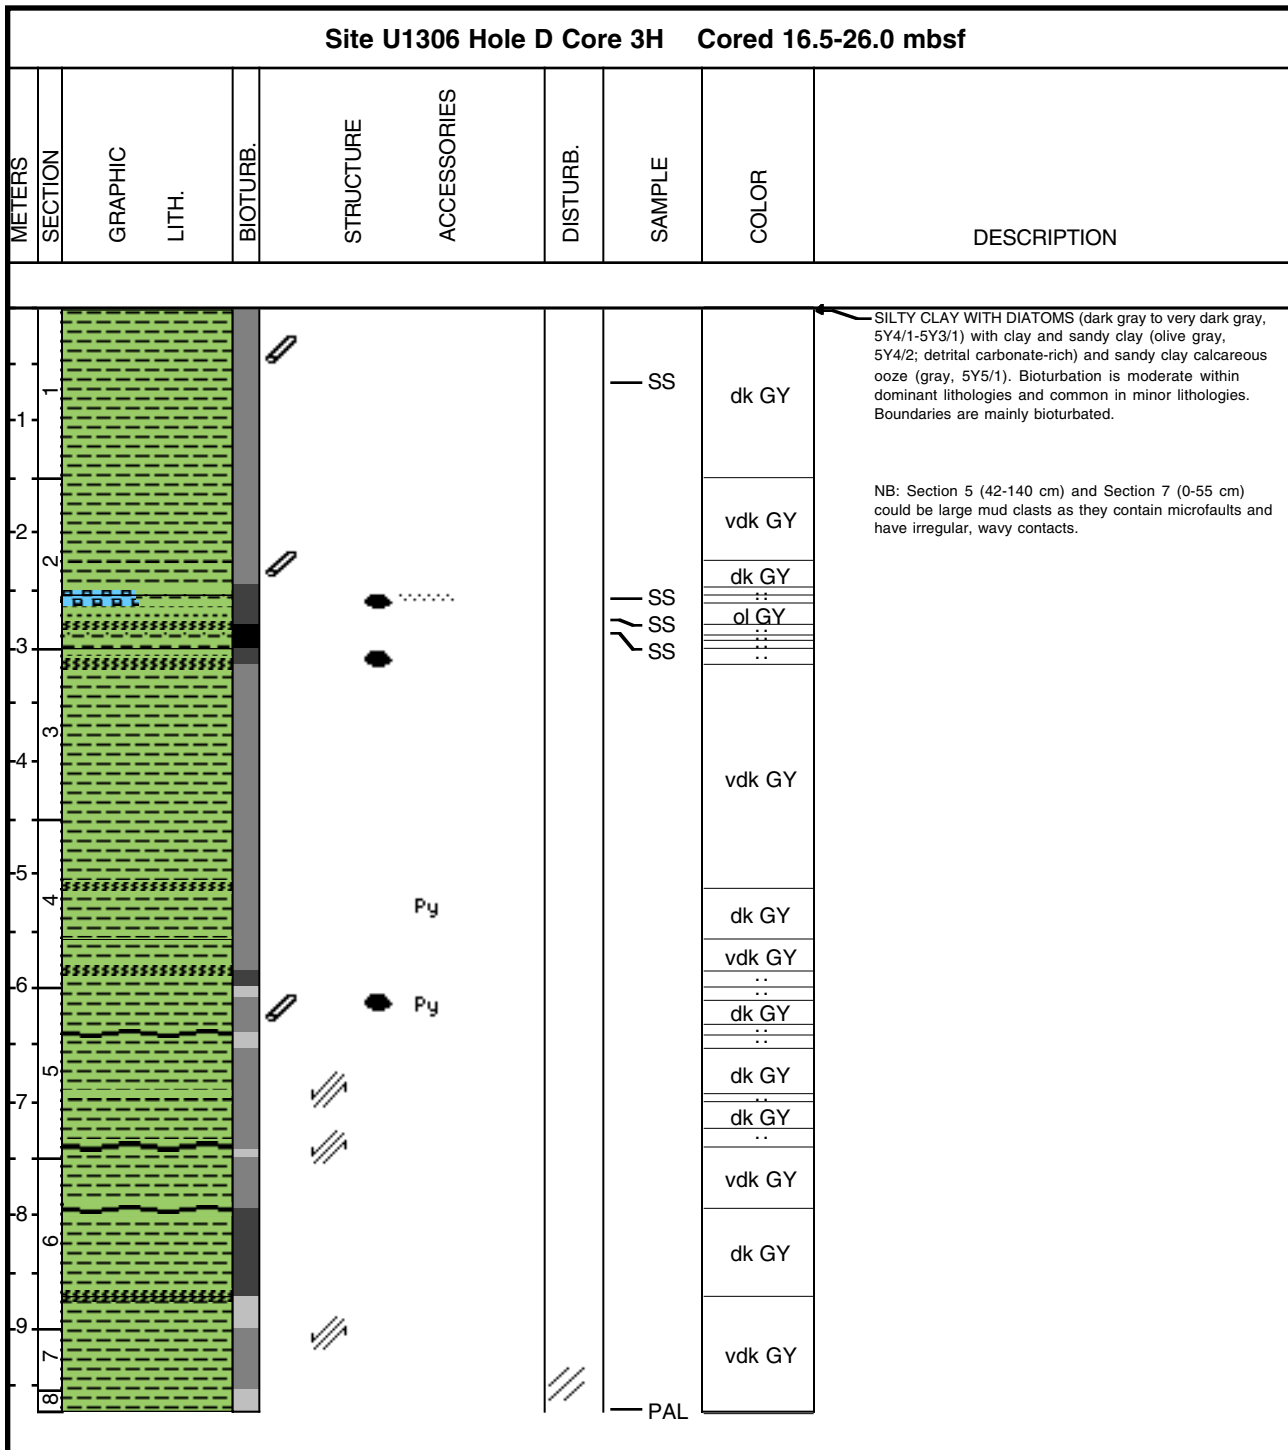 Site U1306 Hole D Core 3H Cored 16.5-26.0 mbsf
METERS
SECTION
GRAPHIC
LITH.
BIOTURB.
STRUCTURE
ACCESSORIES
DISTURB.
SAMPLE
COLOR
DESCRIPTION
SILTY CLAY WITH DIATOMS (dark gray to very dark gray,
5Y4/1-5Y3/1) with clay and sandy clay (olive gray,
5Y4/2; detrital carbonate-rich) and sandy clay calcareous
ooze (gray, 5Y5/1). Bioturbation is moderate within
dominant lithologies and common in minor lithologies.
Boundaries are mainly bioturbated.
NB: Section 5 (42-140 cm) and Section 7 (0-55 cm)
could be large mud clasts as they contain microfaults and
have irregular, wavy contacts.
1
SS
dk GY
1
vdk GY
2
2
dk GY
SS
ol GY
SS
3
SS
3
4
vdk GY
5
4
Py
dk GY
vdk GY
6
Py
dk GY
5
dk GY
7
dk GY
vdk GY
8
6
dk GY
9
7
vdk GY
8
PAL